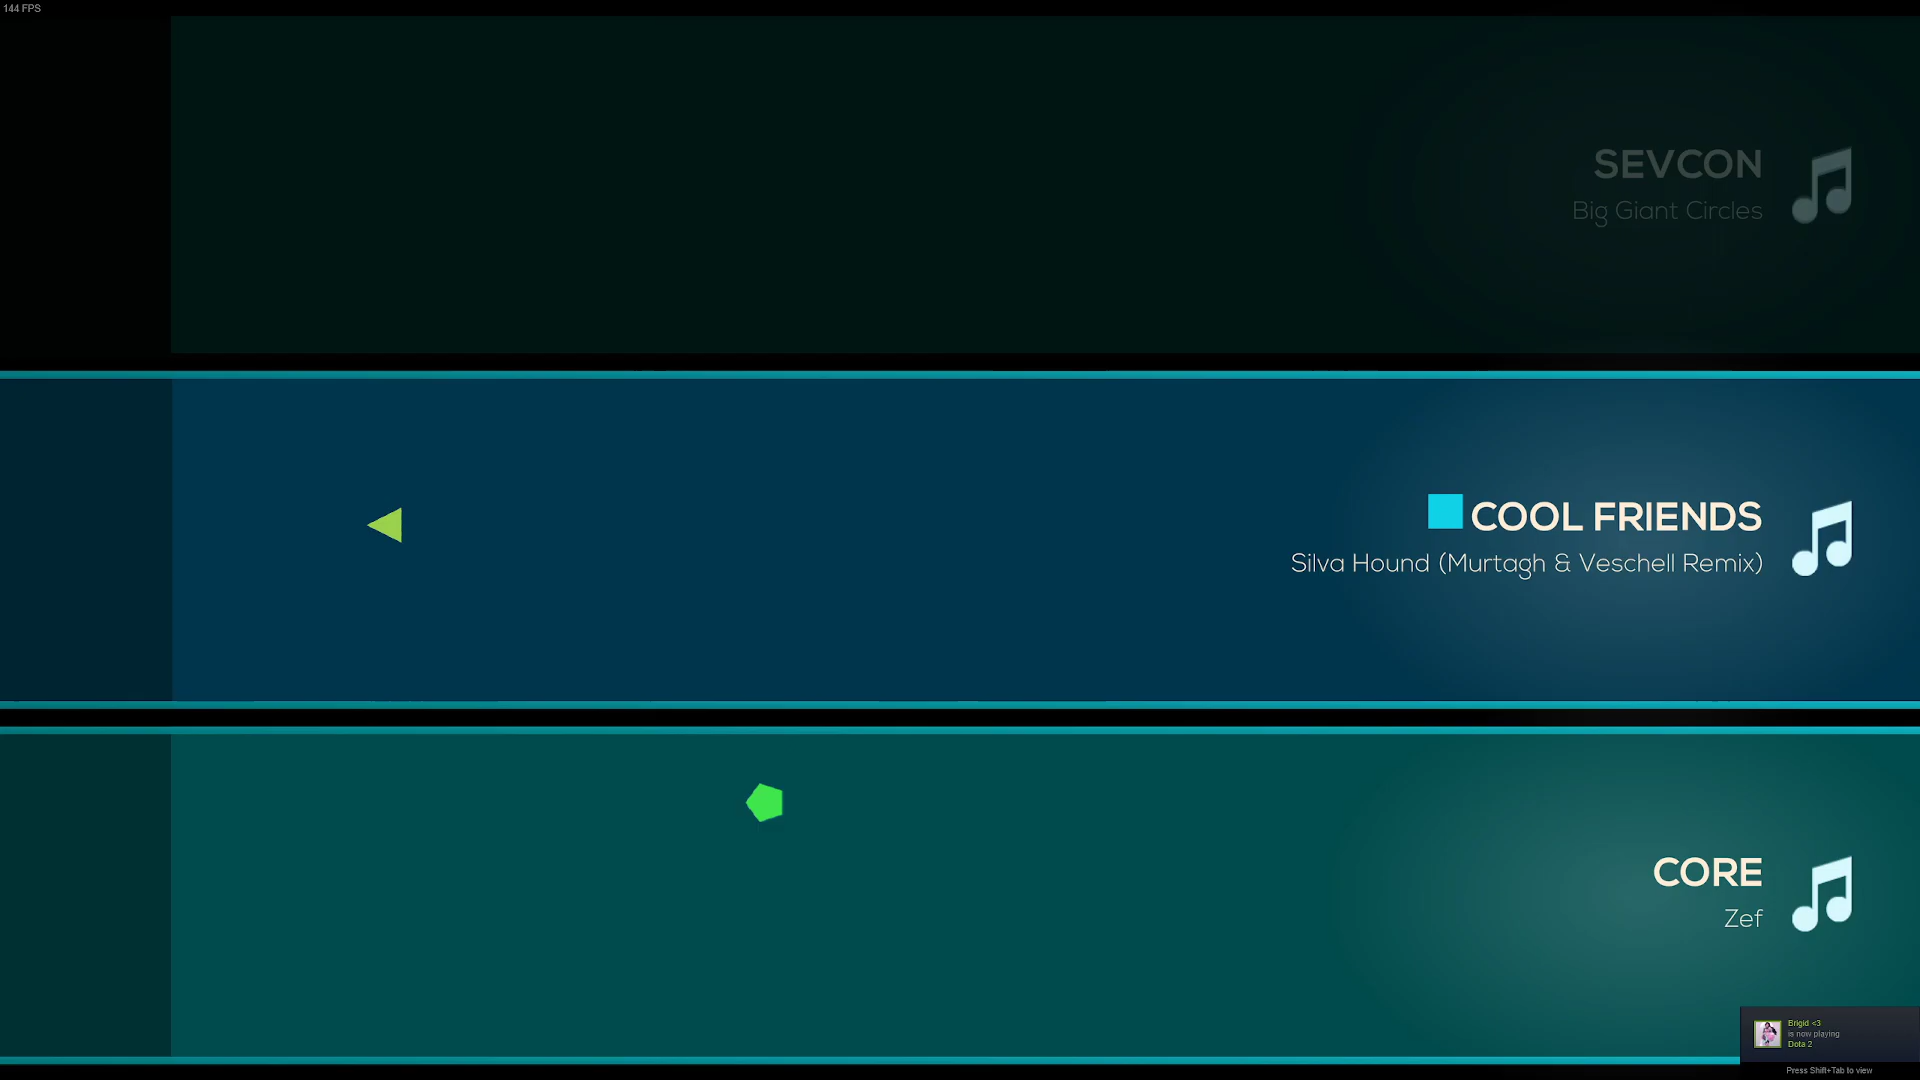 144 FPS
SEVCON
Big Giant Circles
COOL FRIENDS
Silva Hound (Murtagh & Veschell Remix)
CORE
Zef
Brigid <3
is now playing
Dota 2
Press Shift+Tab to view